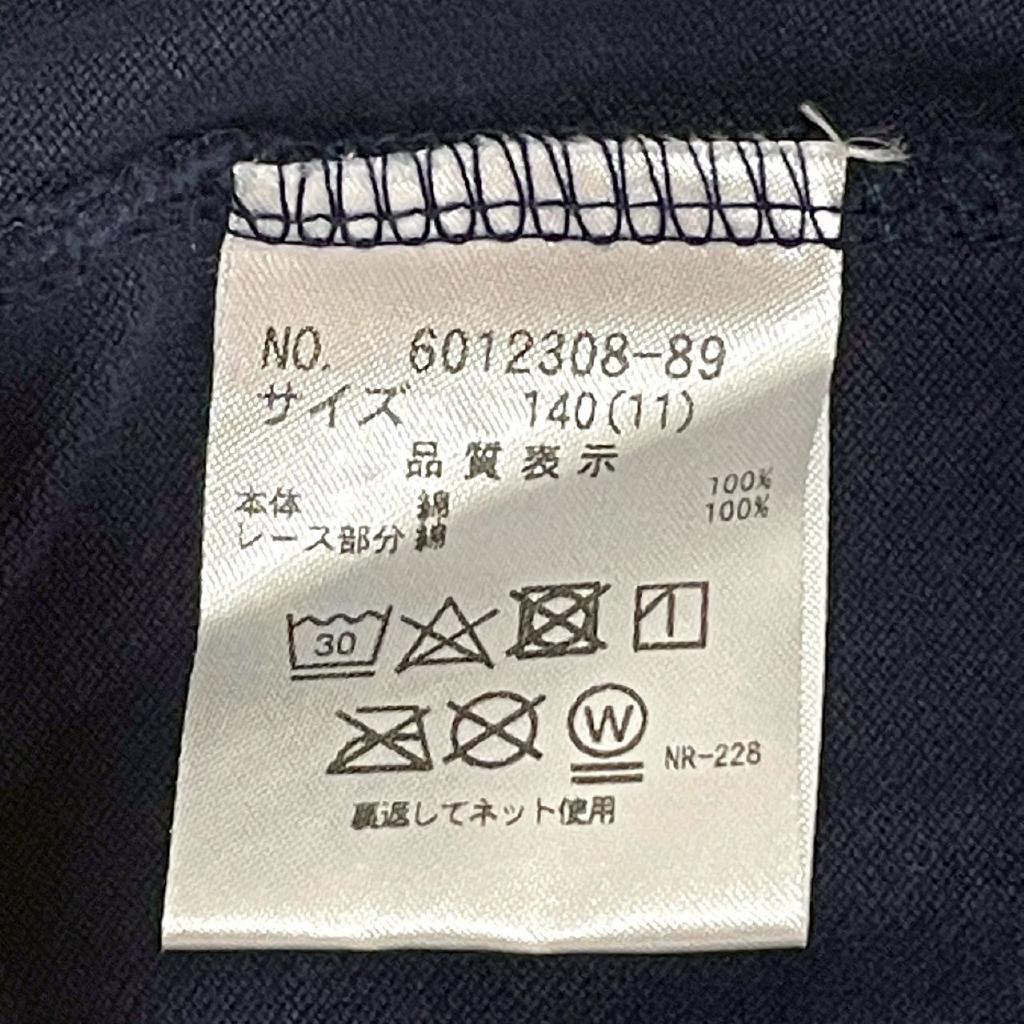 NO. 6012308-89
サイズ 140(11)
品質表示
本体 綿 100%
レース部分 綿 100%
30
W
NR-228
裏返してネット使用